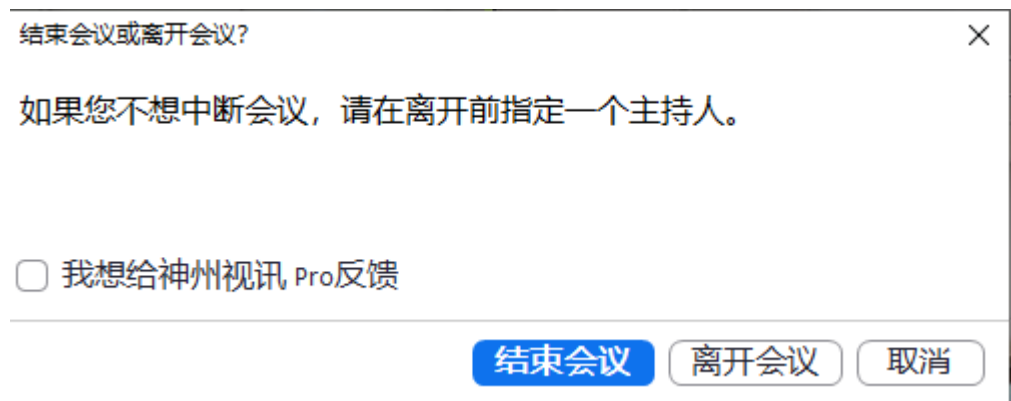 结束会议或离开会议?
如果您不想中断会议，请在离开前指定一个主持人。
我想给神州视讯 Pro反馈
结束会议 离开会议 取消